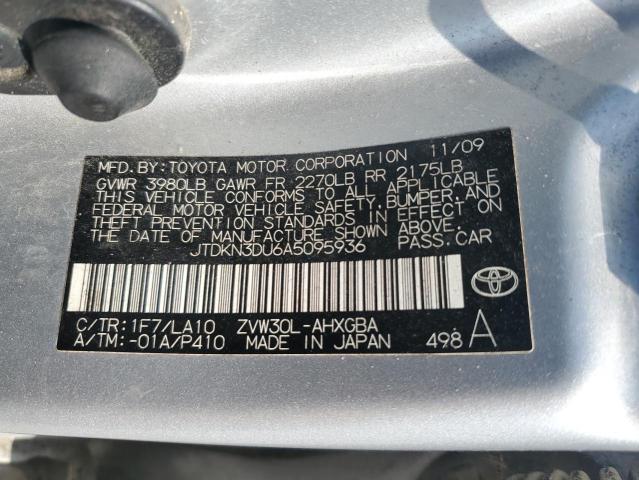 MFD. BY: TOYOTA MOTOR CORPORATION 11/09
GVWR 3980LB GAWR FR 2270LB RR 2175LB
THIS VEHICLE CONFORMS TO ALL APPLICABLE
FEDERAL MOTOR VEHICLE SAFETY, BUMPER, AND
THEFT PREVENTION STANDARDS IN EFFECT ON
THE DATE OF MANUFACTURE SHOWN ABOVE.
JTDKN3DU6A5095936 PASS. CAR
C/TR: 1F7/LA10 ZVW30L-AHXGBA
A/TM: -01A/P410 MADE IN JAPAN 498 A